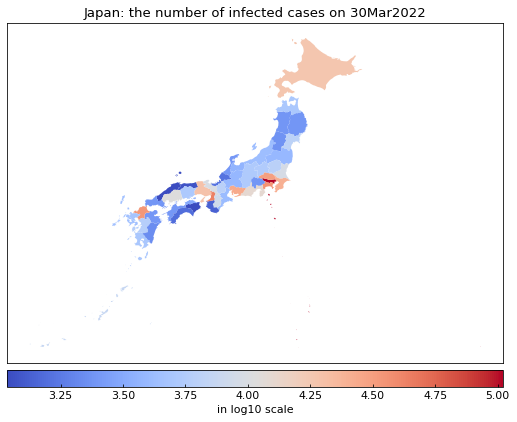 Japan: the number of infected cases on 30Mar2022
3.25 3.50 3.75 4.00 4.25 4.50 4.75 5.00
in log10 scale